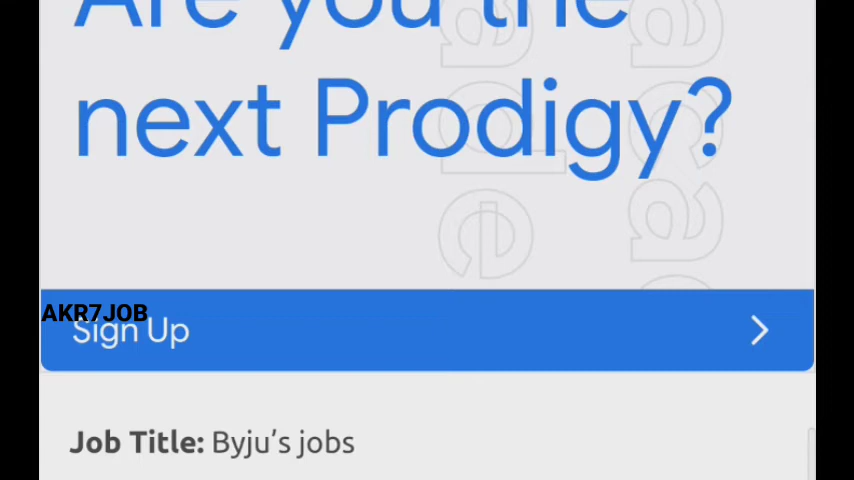 Are you the
next Prodigy?
AKR7JOB
Sign Up
Job Title: Byju's jobs